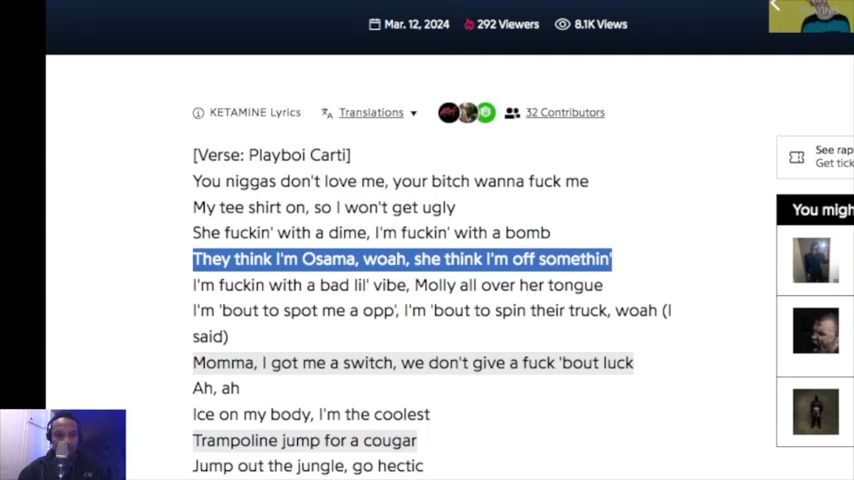 Mar. 12, 2024 292 Viewers 8.1K Views
KETAMINE Lyrics Translations 32 Contributors
[Verse: Playboi Carti]
You niggas don't love me, your bitch wanna fuck me
My tee shirt on, so I won't get ugly
She fuckin' with a dime, I'm fuckin' with a bomb
They think I'm Osama, woah, she think I'm off somethin'
I'm fuckin with a bad lil' vibe, Molly all over her tongue
I'm 'bout to spot me a opp', I'm 'bout to spin their truck, woah (I
said)
Momma, I got me a switch, we don't give a fuck 'bout luck
Ah, ah
Ice on my body, I'm the coolest
Trampoline jump for a cougar
Jump out the jungle, go hectic
See rap
Get tick
You migh